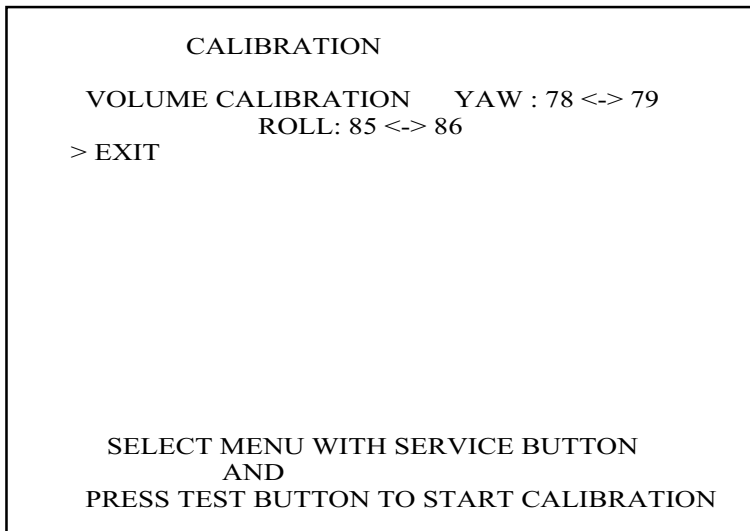 CALIBRATION
VOLUME CALIBRATION YAW : 78 <-> 79
ROLL: 85 <-> 86
> EXIT
SELECT MENU WITH SERVICE BUTTON
AND
PRESS TEST BUTTON TO START CALIBRATION